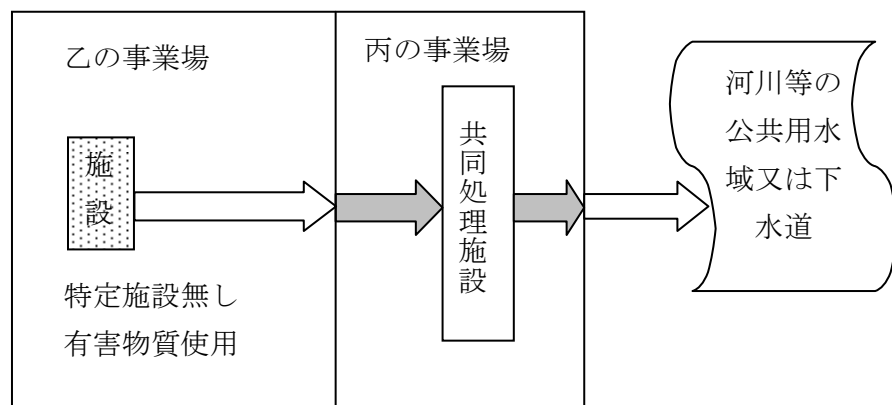 乙の事業場
丙の事業場
施設
共同処理施設
河川等の
公共用水
域又は下
水道
特定施設無し
有害物質使用